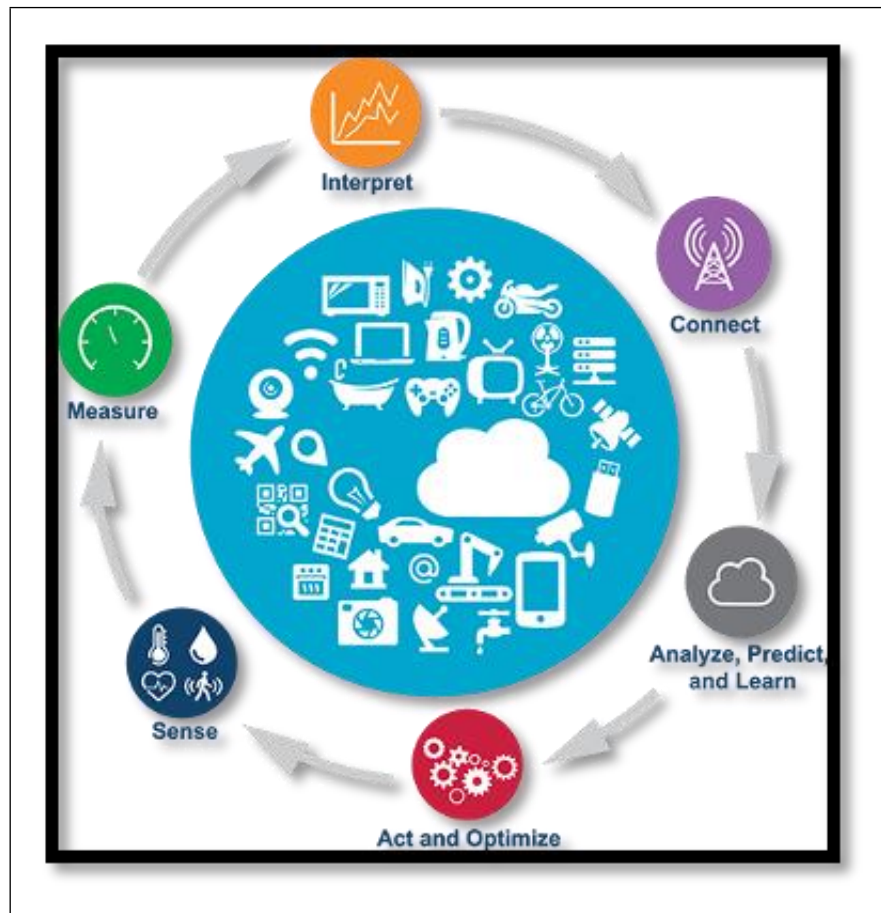 Interpret
Connect
Measure
Analyze, Predict,
and Learn
Sense
@
Act and Optimize